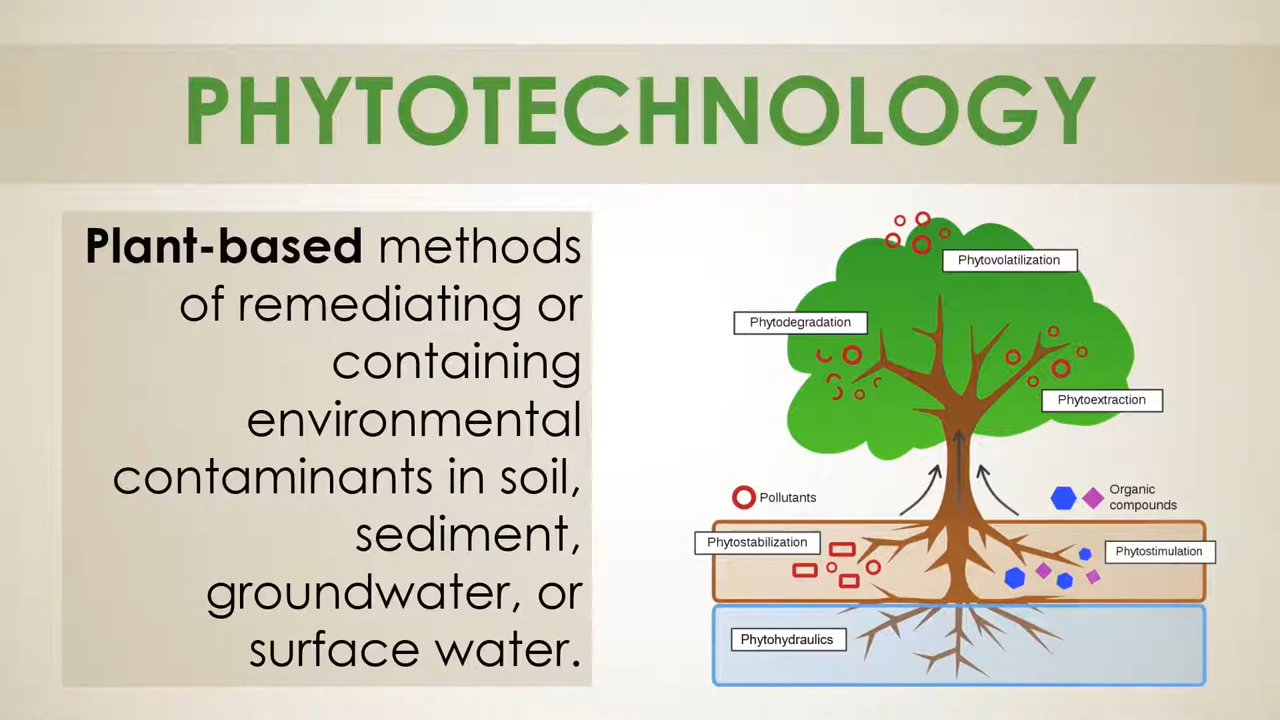 PHYTOTECHNOLOGY
Plant-based methods
of remediating or
containing
environmental
contaminants in soil,
sediment,
groundwater, or
surface water.
Phytovolatilization
Phytodegradation
Phytoextraction
Pollutants
Organic
compounds
Phytostabilization
Phytostimulation
Phytohydraulics